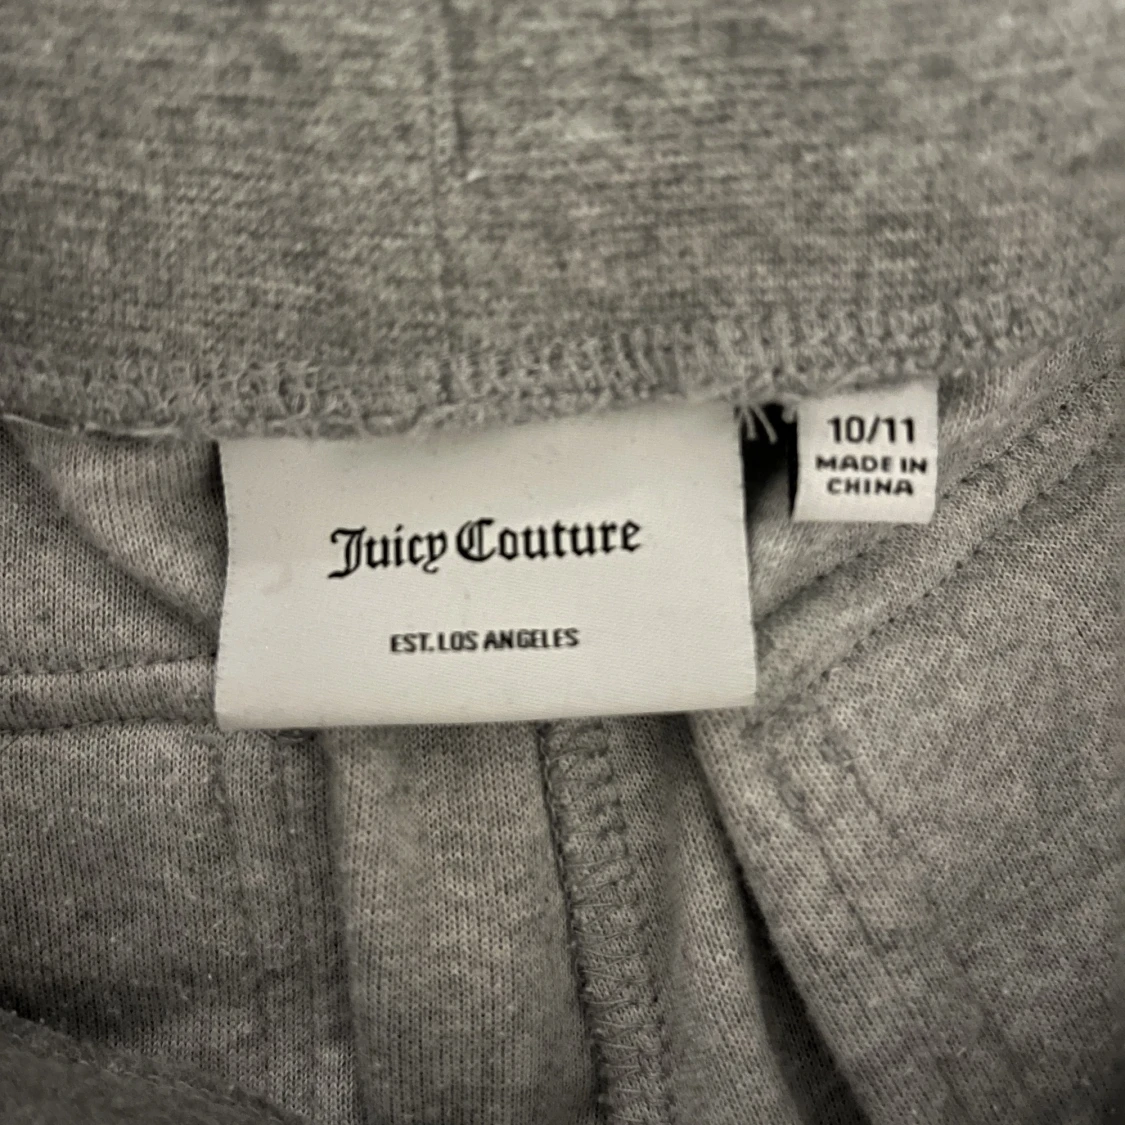 Juicy Couture
EST. LOS ANGELES
10/11
MADE IN
CHINA